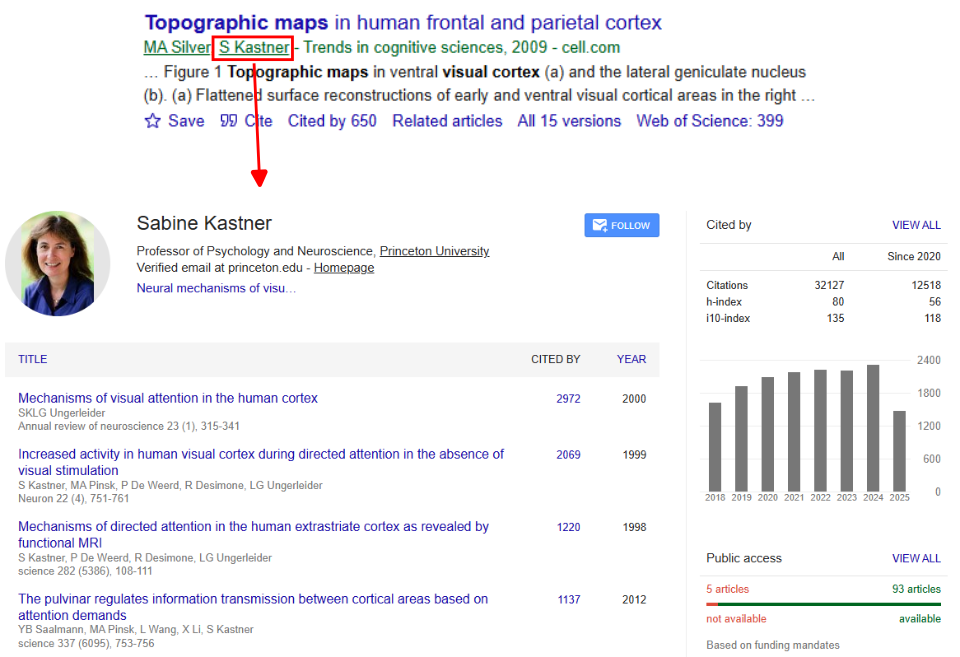 Topographic maps in human frontal and parietal cortex
MA Silver, S Kastner - Trends in cognitive sciences, 2009 - cell.com
... Figure 1 Topographic maps in ventral visual cortex (a) and the lateral geniculate nucleus
(b). (a) Flattened surface reconstructions of early and ventral visual cortical areas in the right ...
Save Cite Cited by 650 Related articles All 15 versions Web of Science: 399
Sabine Kastner
Professor of Psychology and Neuroscience, Princeton University
Verified email at princeton.edu - Homepage
Neural mechanisms of visu...
FOLLOW
TITLE CITED BY YEAR
Mechanisms of visual attention in the human cortex 2972 2000
SKLG Ungerleider
Annual review of neuroscience 23 (1), 315-341
Increased activity in human visual cortex during directed attention in the absence of 2069 1999
visual stimulation
S Kastner, MA Pinsk, P De Weerd, R Desimone, LG Ungerleider
Neuron 22 (4), 751-761
Mechanisms of directed attention in the human extrastriate cortex as revealed by 1220 1998
functional MRI
S Kastner, P De Weerd, R Desimone, LG Ungerleider
science 282 (5386), 108-111
The pulvinar regulates information transmission between cortical areas based on 1137 2012
attention demands
YB Saalmann, MA Pinsk, L Wang, X Li, S Kastner
science 337 (6095), 753-756
Cited by VIEW ALL
All Since 2020
Citations 32127 12518
h-index 80 56
i10-index 135 118
2400
1800
1200
600
0
2018 2019 2020 2021 2022 2023 2024 2025
Public access VIEW ALL
5 articles 93 articles
not available available
Based on funding mandates